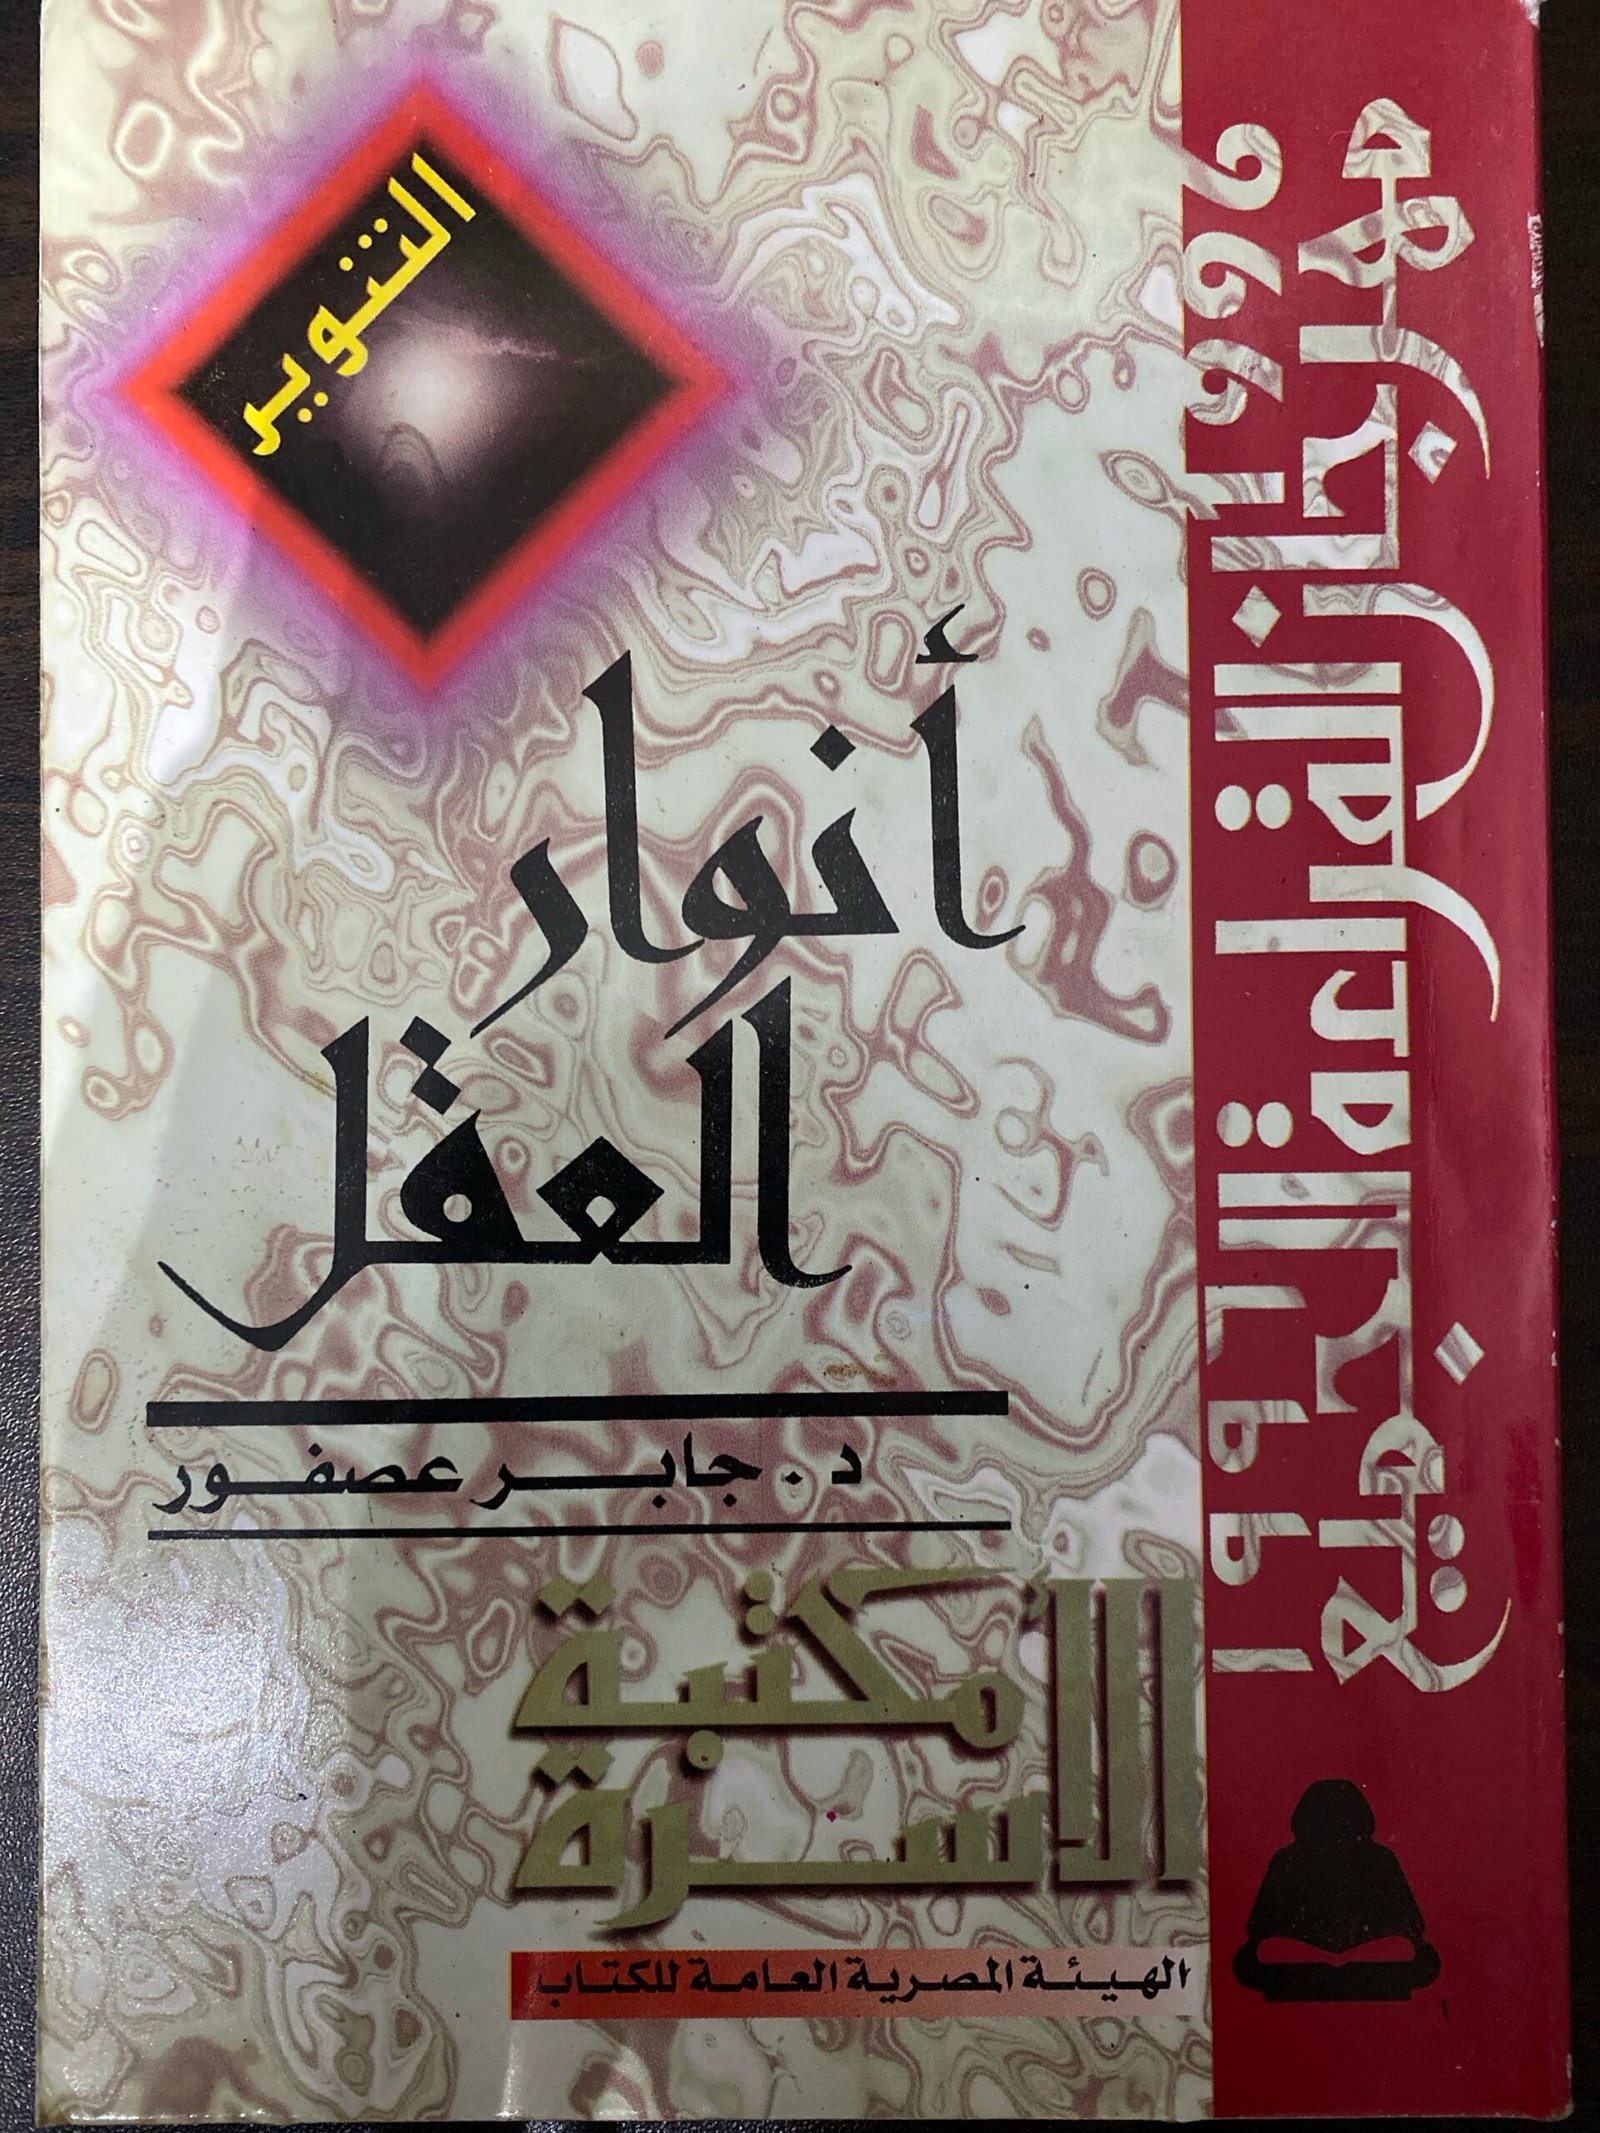 التنوير
أنوار
العقل
د. جابر عصفور
مكتبة
الأسرة
الهيئة المصرية العامة للكتاب
مهرجان القراءة للجميع